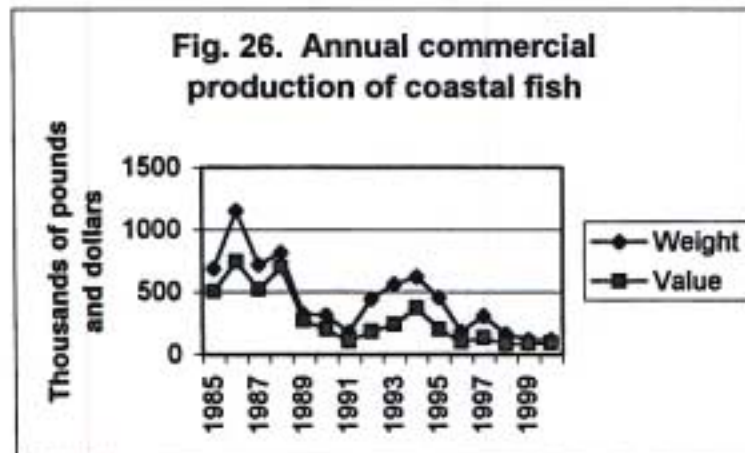 Fig. 26. Annual commercial
production of coastal fish
Thousands of pounds
and dollars
1500
1000
500
0
1985
1987
1989
1991
1993
1995
1997
1999
Weight
Value